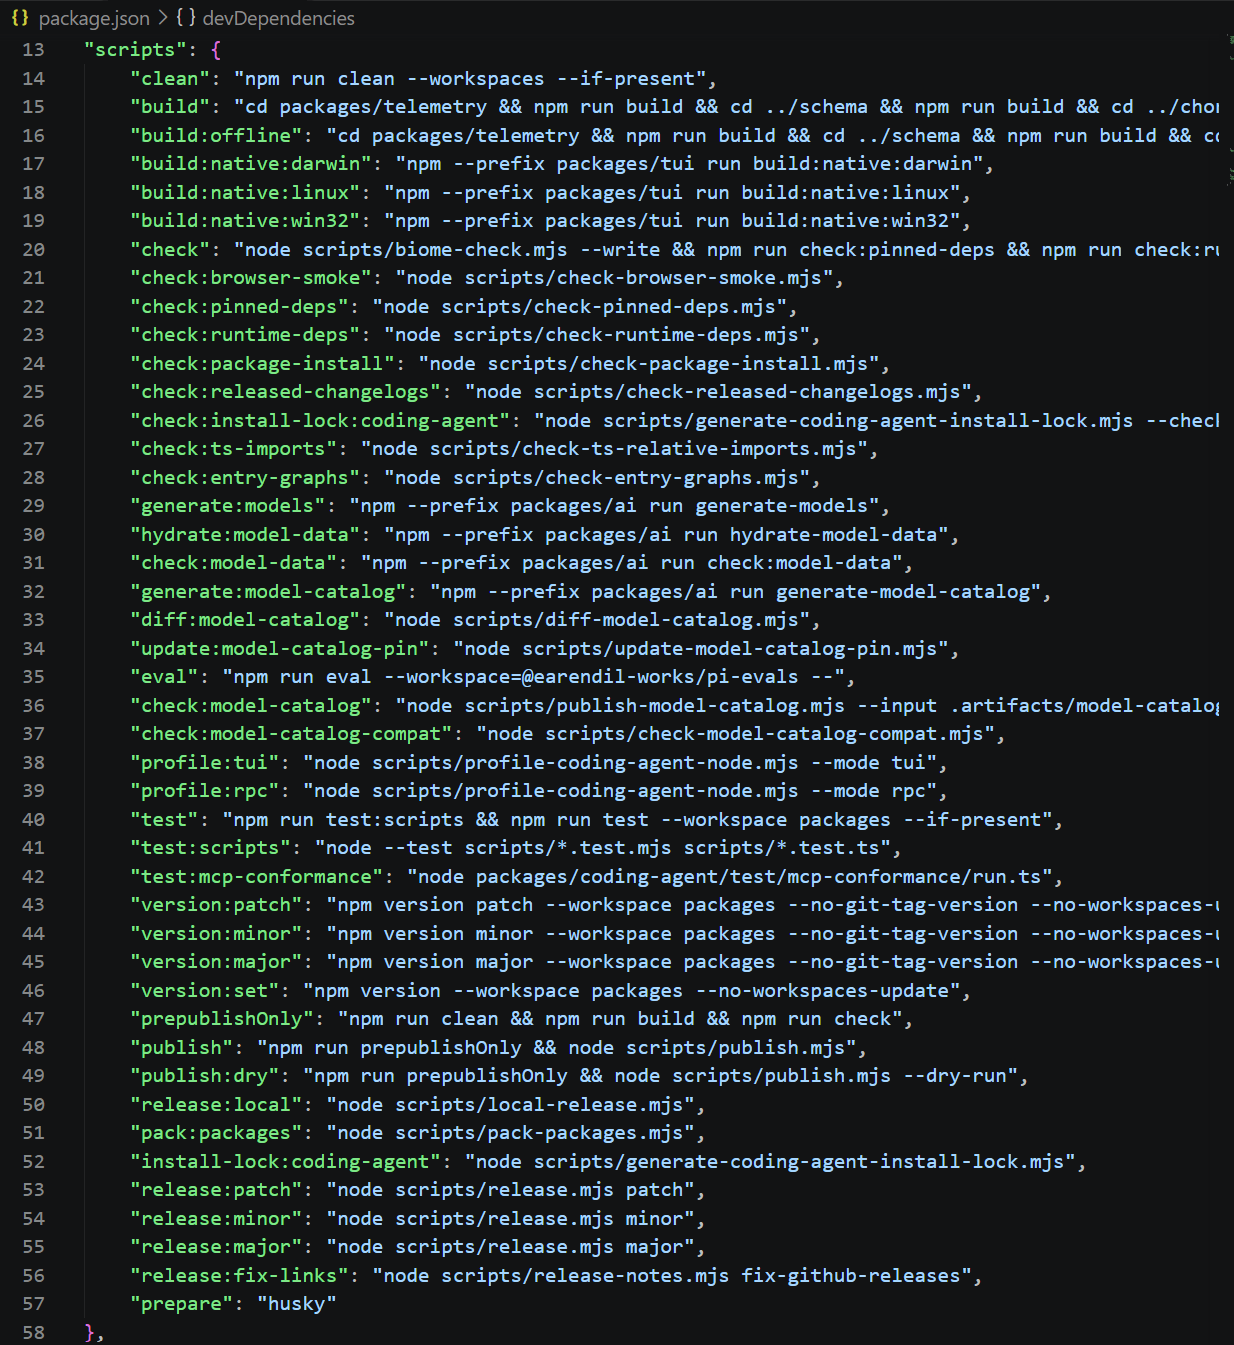 {} package.json > { } devDependencies
13 "scripts": {
14 "clean": "npm run clean --workspaces --if-present",
15 "build": "cd packages/telemetry && npm run build && cd ../schema && npm run build && cd ../chor
16 "build:offline": "cd packages/telemetry && npm run build && cd ../schema && npm run build && cd
17 "build:native:darwin": "npm --prefix packages/tui run build:native:darwin",
18 "build:native:linux": "npm --prefix packages/tui run build:native:linux",
19 "build:native:win32": "npm --prefix packages/tui run build:native:win32",
20 "check": "node scripts/biome-check.mjs --write && npm run check:pinned-deps && npm run check:ru
21 "check:browser-smoke": "node scripts/check-browser-smoke.mjs",
22 "check:pinned-deps": "node scripts/check-pinned-deps.mjs",
23 "check:runtime-deps": "node scripts/check-runtime-deps.mjs",
24 "check:package-install": "node scripts/check-package-install.mjs",
25 "check:released-changelogs": "node scripts/check-released-changelogs.mjs",
26 "check:install-lock:coding-agent": "node scripts/generate-coding-agent-install-lock.mjs --check
27 "check:ts-imports": "node scripts/check-ts-relative-imports.mjs",
28 "check:entry-graphs": "node scripts/check-entry-graphs.mjs",
29 "generate:models": "npm --prefix packages/ai run generate-models",
30 "hydrate:model-data": "npm --prefix packages/ai run hydrate-model-data",
31 "check:model-data": "npm --prefix packages/ai run check:model-data",
32 "generate:model-catalog": "npm --prefix packages/ai run generate-model-catalog",
33 "diff:model-catalog": "node scripts/diff-model-catalog.mjs",
34 "update:model-catalog-pin": "node scripts/update-model-catalog-pin.mjs",
35 "eval": "npm run eval --workspace=@earendil-works/pi-evals --",
36 "check:model-catalog": "node scripts/publish-model-catalog.mjs --input .artifacts/model-catalog
37 "check:model-catalog-compat": "node scripts/check-model-catalog-compat.mjs",
38 "profile:tui": "node scripts/profile-coding-agent-node.mjs --mode tui",
39 "profile:rpc": "node scripts/profile-coding-agent-node.mjs --mode rpc",
40 "test": "npm run test:scripts && npm run test --workspace packages --if-present",
41 "test:scripts": "node --test scripts/*.test.mjs scripts/*.test.ts",
42 "test:mcp-conformance": "node packages/coding-agent/test/mcp-conformance/run.ts",
43 "version:patch": "npm version patch --workspace packages --no-git-tag-version --no-workspaces-u
44 "version:minor": "npm version minor --workspace packages --no-git-tag-version --no-workspaces-u
45 "version:major": "npm version major --workspace packages --no-git-tag-version --no-workspaces-u
46 "version:set": "npm version --workspace packages --no-workspaces-update",
47 "prepublishOnly": "npm run clean && npm run build && npm run check",
48 "publish": "npm run prepublishOnly && node scripts/publish.mjs",
49 "publish:dry": "npm run prepublishOnly && node scripts/publish.mjs --dry-run",
50 "release:local": "node scripts/local-release.mjs",
51 "pack:packages": "node scripts/pack-packages.mjs",
52 "install-lock:coding-agent": "node scripts/generate-coding-agent-install-lock.mjs",
53 "release:patch": "node scripts/release.mjs patch",
54 "release:minor": "node scripts/release.mjs minor",
55 "release:major": "node scripts/release.mjs major",
56 "release:fix-links": "node scripts/release-notes.mjs fix-github-releases",
57 "prepare": "husky"
58 },